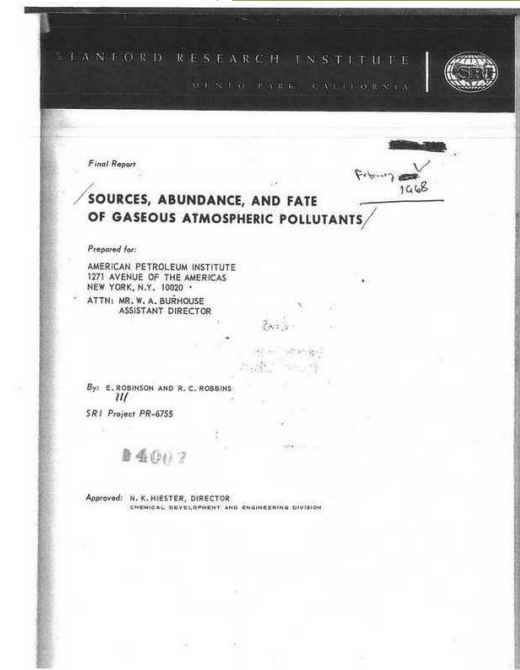 STANFORD RESEARCH INSTITUTE
MENLO PARK, CALIFORNIA
SRI
Final Report
February
1968
SOURCES, ABUNDANCE, AND FATE
OF GASEOUS ATMOSPHERIC POLLUTANTS
Prepared for:
AMERICAN PETROLEUM INSTITUTE
1271 AVENUE OF THE AMERICAS
NEW YORK, N.Y. 10020
ATTN: MR. W. A. BURHOUSE
ASSISTANT DIRECTOR
By: E. ROBINSON AND R. C. ROBBINS
SRI Project PR-6755
Approved: N. K. HIESTER, DIRECTOR
CHEMICAL DEVELOPMENT AND ENGINEERING DIVISION